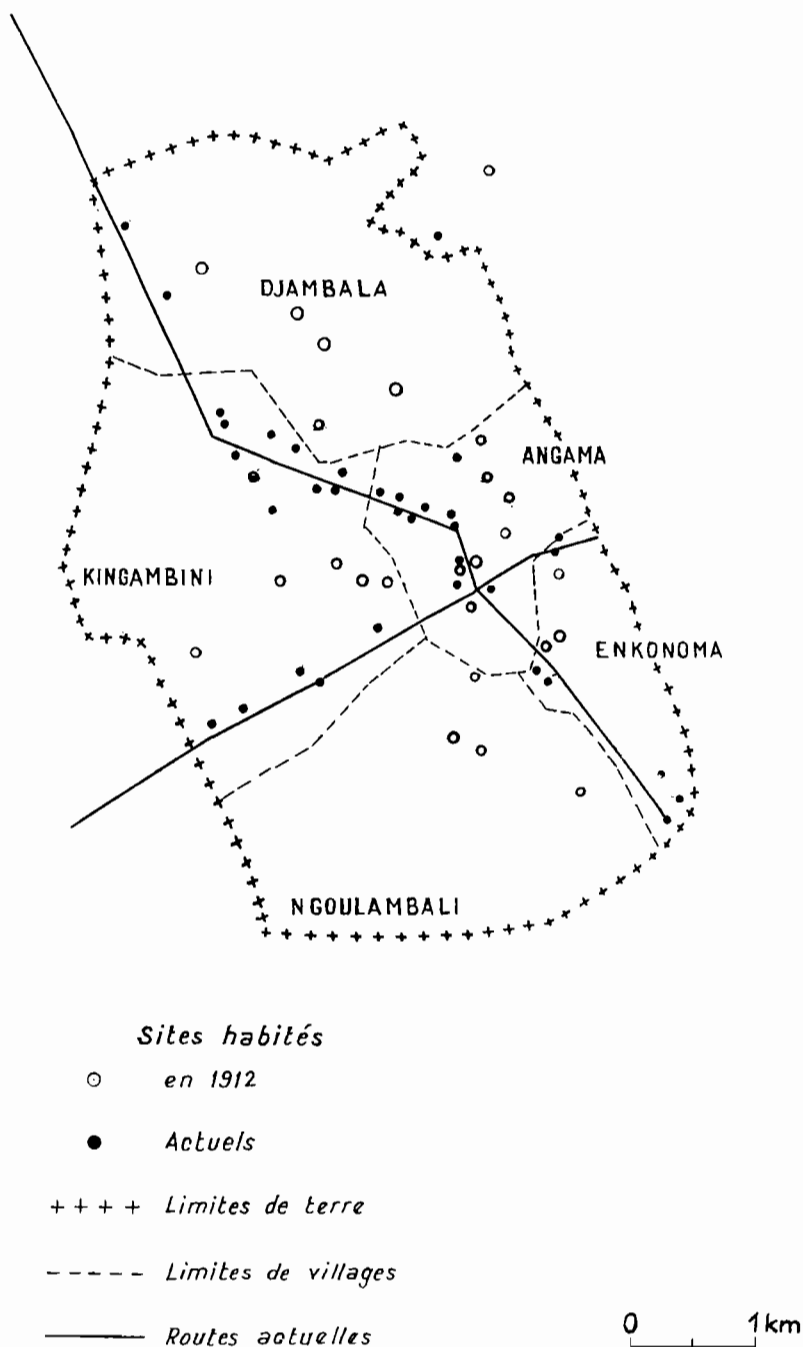 DJAMBALA
ANGAMA
KINGAMBINI
ENKONOMA
NGOULAMBALI
Sites habités
en 1912
Actuels
Limites de terre
Limites de villages
Routes actuelles
0 1 km